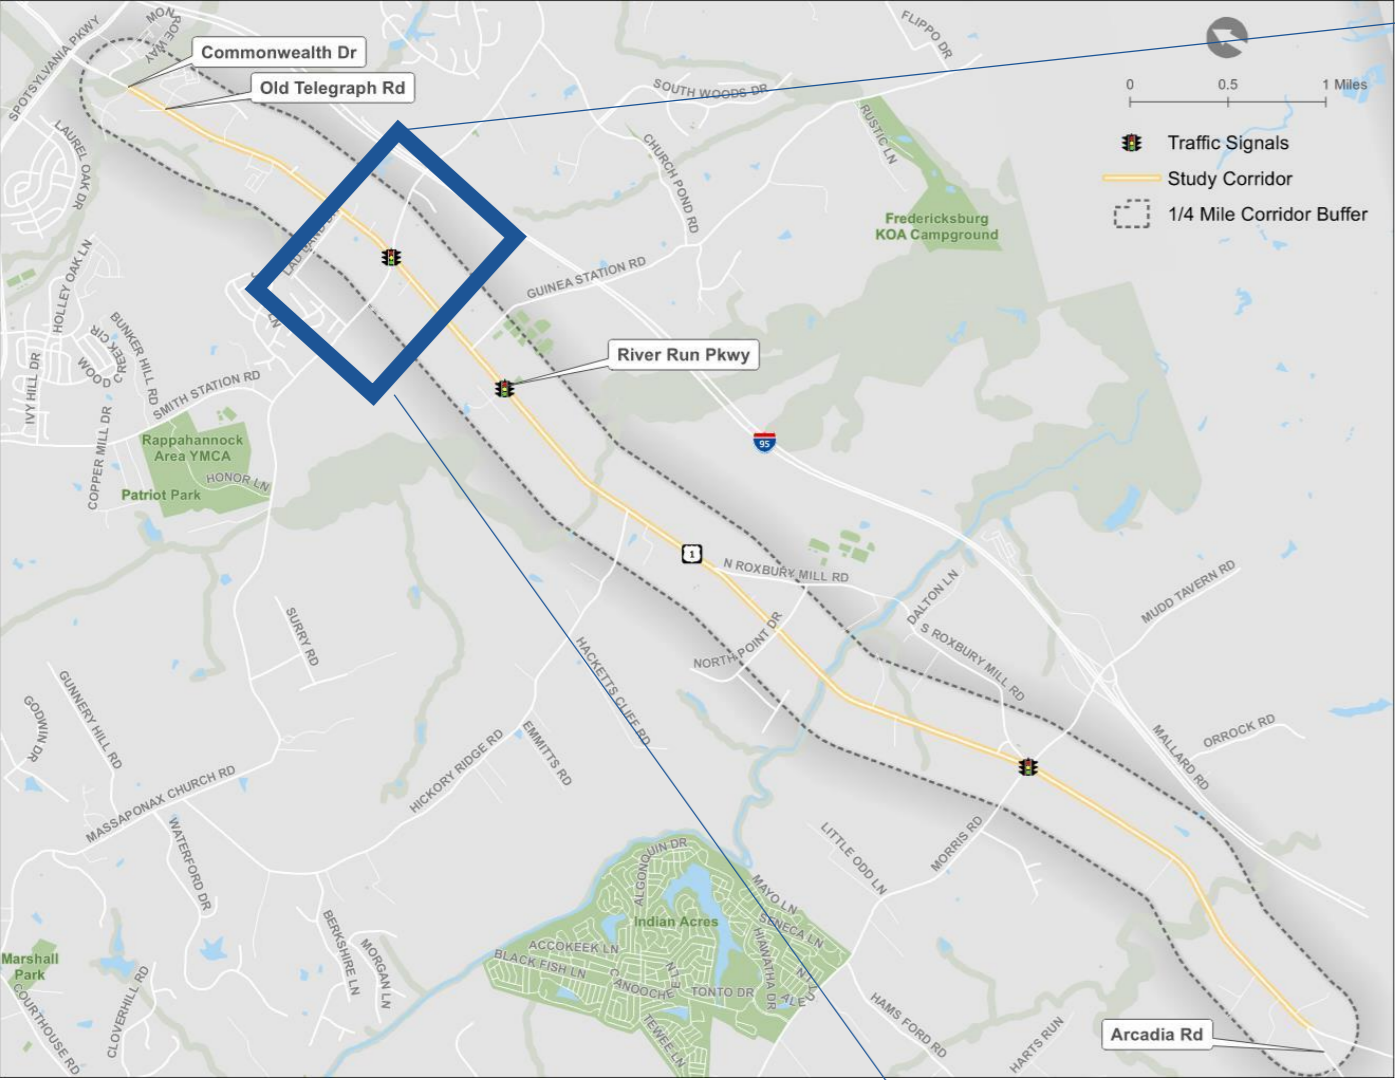 SPOTSYLVANIA PKWY
MONROE WAY
FLIPPO DR
Commonwealth Dr
Old Telegraph Rd
0 0.5 1 Miles
Traffic Signals
Study Corridor
1/4 Mile Corridor Buffer
SOUTH WOODS DR
RUSTIC LN
CHURCH POND RD
LAUREL OAK DR
Fredericksburg
KOA Campground
HOLLEY OAK LN
LN
GUINEA STATION RD
BUNKER HILL RD
IVY HILL DR
SMITH STATION RD
River Run Pkwy
COPPER MILL DR
Rappahannock
Area YMCA
HONOR LN
Patriot Park
95
1
N ROXBURY MILL RD
DALTON LN
MUDD TAVERN RD
S ROXBURY MILL RD
NORTH POINT DR
SURRY RD
HACKETTS CLIFF RD
GUNNERY HILL RD
GODWIN DR
EMMITTS RD
HICKORY RIDGE RD
MALLARD RD
ORROCK RD
MASSAPONAX CHURCH RD
WATERFORD DR
LITTLE ODD LN
MORRIS RD
ALGONQUIN DR
MAYO LN
SENECA LN
Indian Acres
HIAWATHA DR
ACCOKEEK LN
BLACK FISH LN
CANOOCHE
LN
TONTO DR
TEWEE LN
BERKSHIRE LN
MORGAN LN
Marshall
Park
COURTHOUSE RD
CLOVERHILL RD
HAMS FORD RD
HARTS RUN
Arcadia Rd